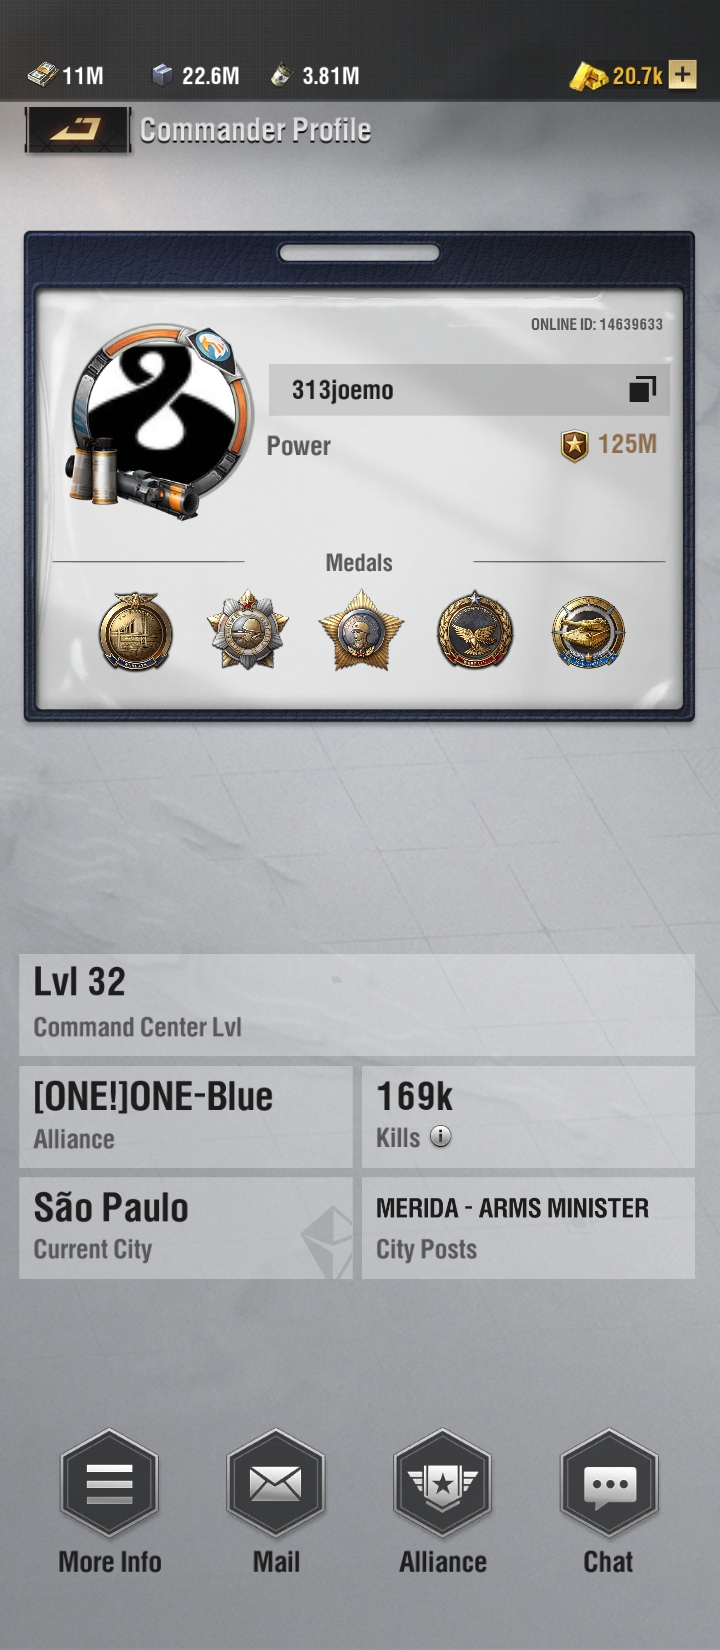 11M 22.6M 3.81M 20.7k
Commander Profile
ONLINE ID: 14639633
313joemo
Power 125M
Medals
Lvl 32
Command Center Lvl
[ONE!]ONE-Blue
Alliance
169k
Kills
São Paulo
Current City
MERIDA - ARMS MINISTER
City Posts
More Info Mail Alliance Chat